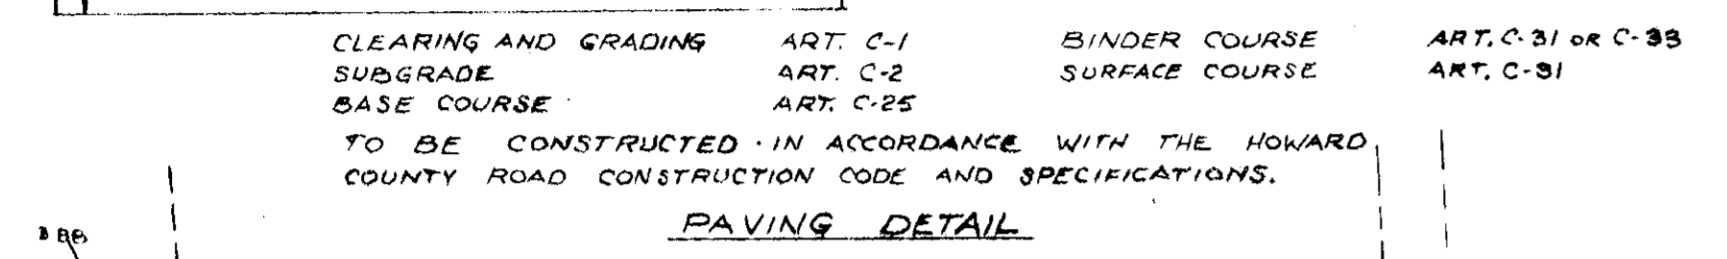 CLEARING AND GRADING ART. C-1 BINDER COURSE ART. C-31 OR C-33
SUBGRADE ART. C-2 SURFACE COURSE ART. C-31
BASE COURSE ART. C-25
TO BE CONSTRUCTED IN ACCORDANCE WITH THE HOWARD
COUNTY ROAD CONSTRUCTION CODE AND SPECIFICATIONS.
PAVING DETAIL